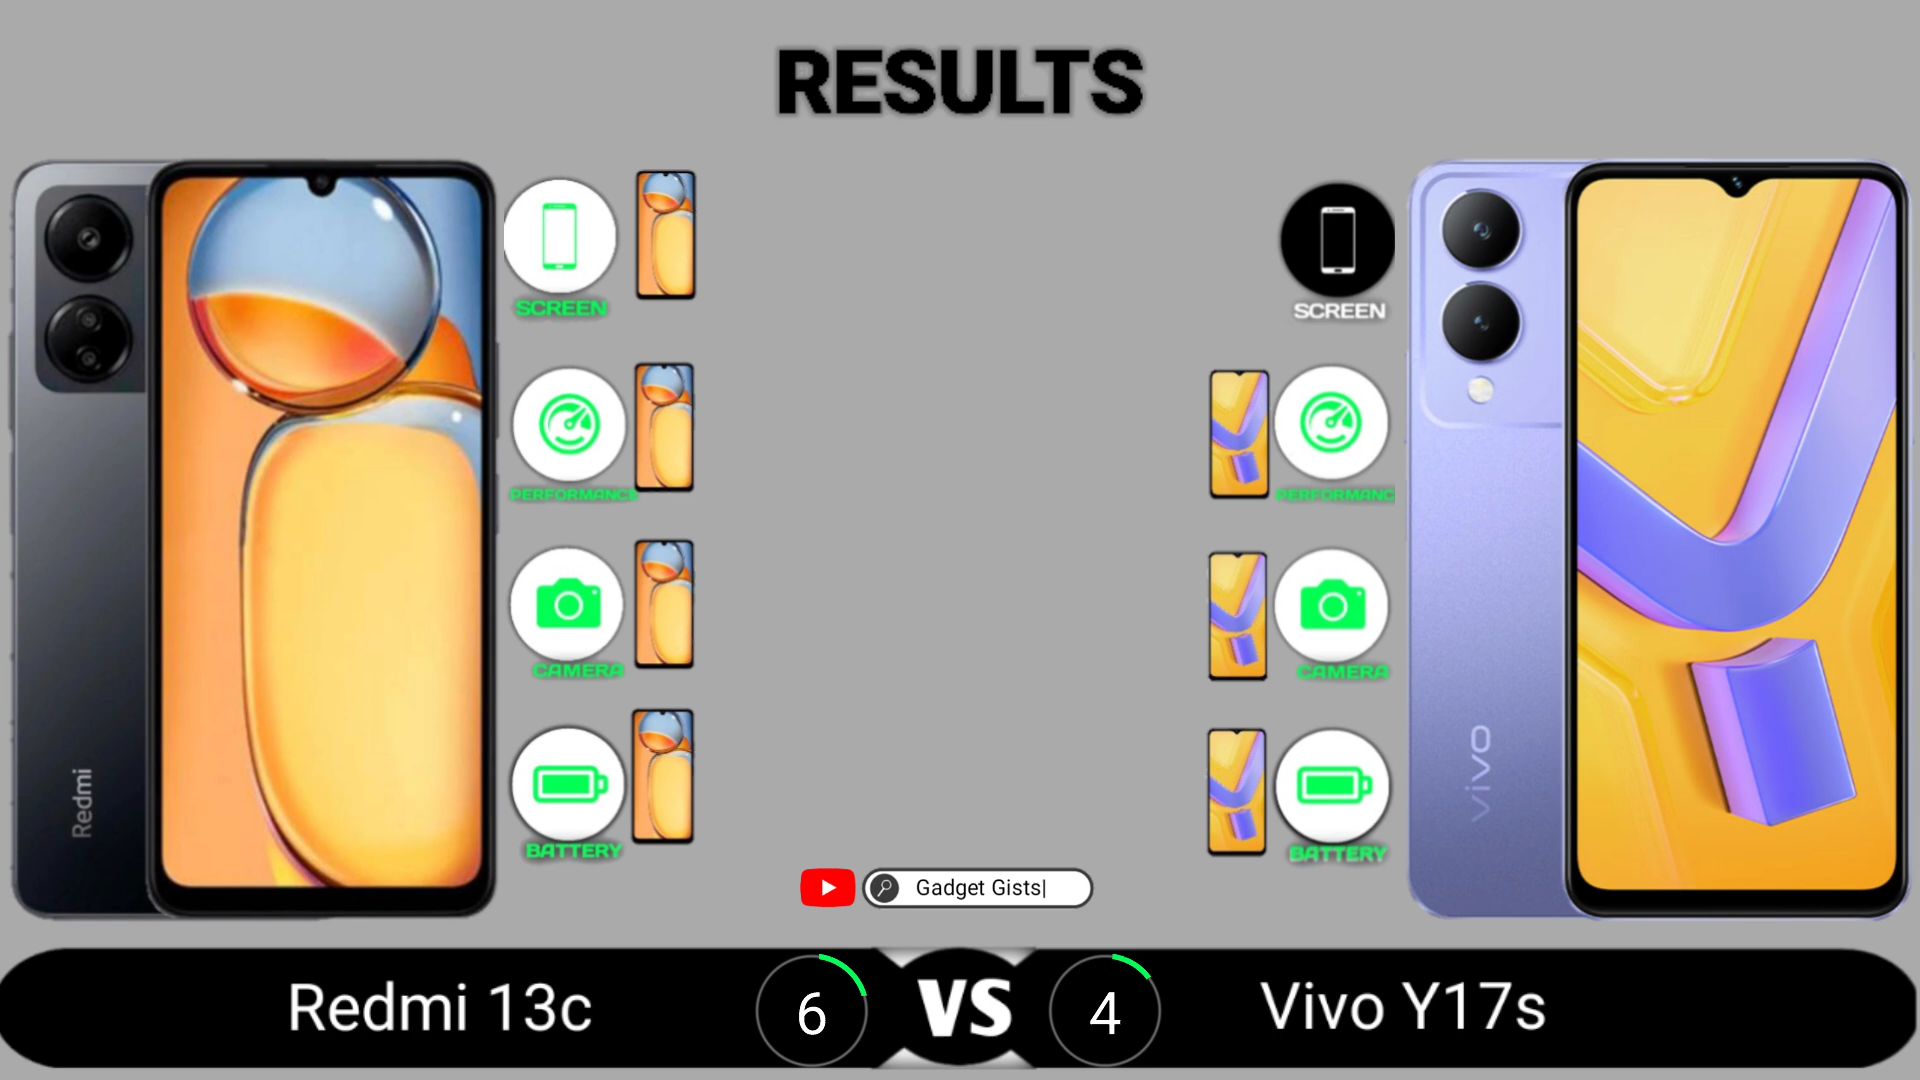 RESULTS
SCREEN
PERFORMANCE
CAMERA
BATTERY
SCREEN
PERFORMANC
CAMERA
BATTERY
Redmi
vivo
Gadget Gists|
Redmi 13c
6
VS
4
Vivo Y17s